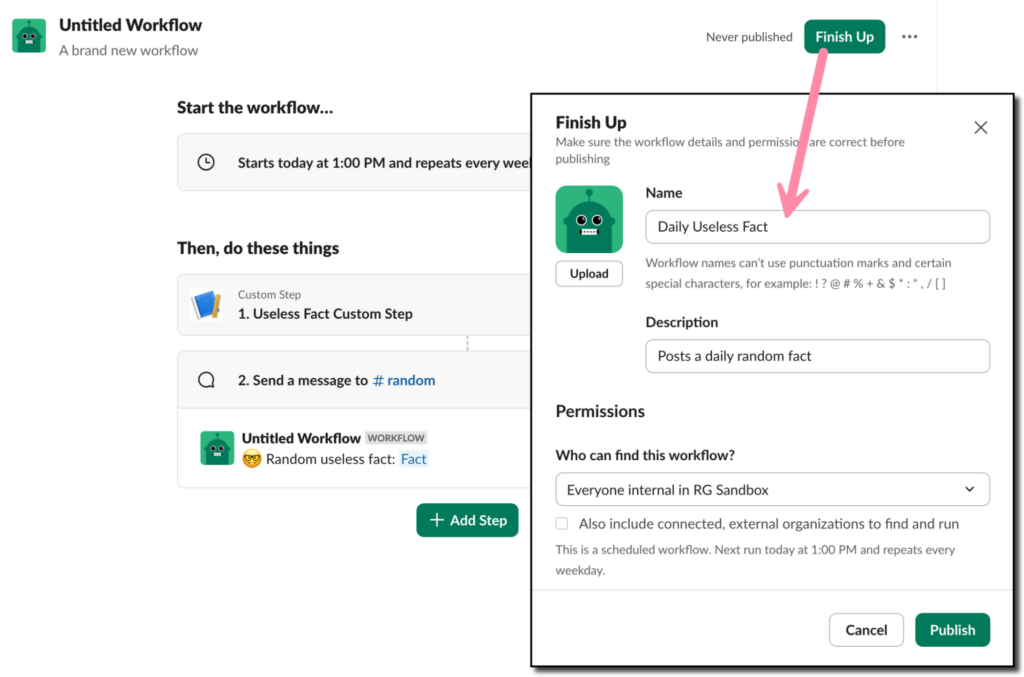 Untitled Workflow
A brand new workflow
Never published
Finish Up
Start the workflow...
Starts today at 1:00 PM and repeats every
Then, do these things
Custom Step
1. Useless Fact Custom Step
2. Send a message to # random
Untitled Workflow WORKFLOW
🤓 Random useless fact: Fact
+ Add Step
Finish Up
Make sure the workflow details and permission are correct before
publishing
Upload
Name
Daily Useless Fact
Workflow names can't use punctuation marks and certain
special characters, for example: ! ? @ # % + & $ * : " , / [ ]
Description
Posts a daily random fact
Permissions
Who can find this workflow?
Everyone internal in RG Sandbox
Also include connected, external organizations to find and run
This is a scheduled workflow. Next run today at 1:00 PM and repeats every
weekday.
Cancel
Publish